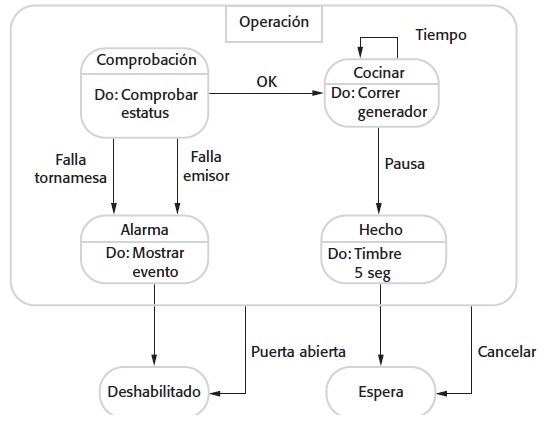 Operación
Tiempo
Comprobación
Do: Comprobar
estatus
OK
Cocinar
Do: Correr
generador
Falla
tornamesa
Falla
emisor
Pausa
Alarma
Do: Mostrar
evento
Hecho
Do: Timbre
5 seg
Puerta abierta
Cancelar
Deshabilitado
Espera